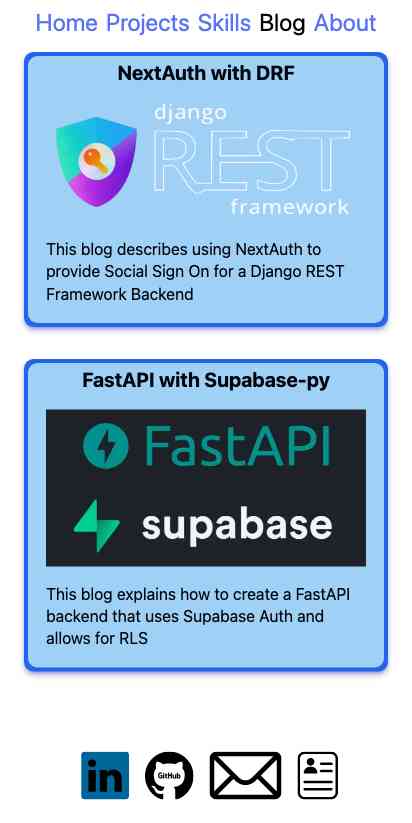 Home Projects Skills Blog About
NextAuth with DRF
django
REST
framework
This blog describes using NextAuth to
provide Social Sign On for a Django REST
Framework Backend
FastAPI with Supabase-py
FastAPI
supabase
This blog explains how to create a FastAPI
backend that uses Supabase Auth and
allows for RLS
in GitHub